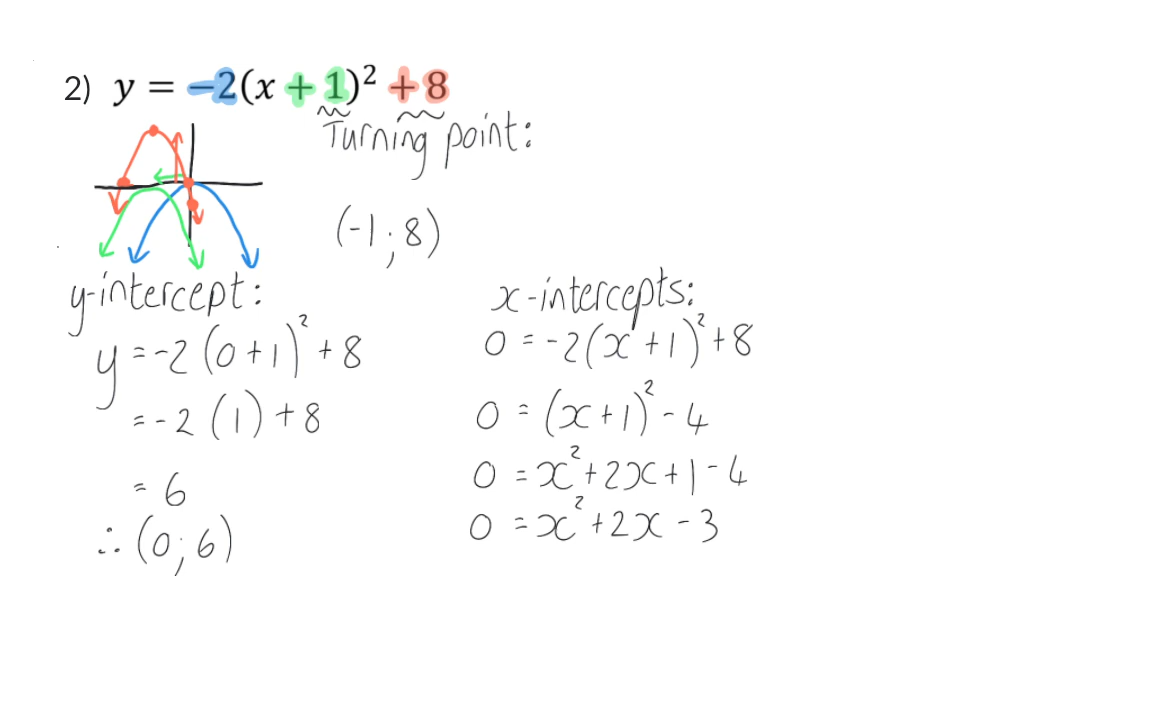 2) y = −2(x + 1)² + 8
Turning point:
(-1; 8)
y-intercept:
y = -2(0+1)² + 8
= -2(1) + 8
= 6
∴ (0; 6)
x-intercepts:
0 = -2(x+1)² + 8
0 = (x+1)² - 4
0 = x² + 2x + 1 - 4
0 = x² + 2x - 3